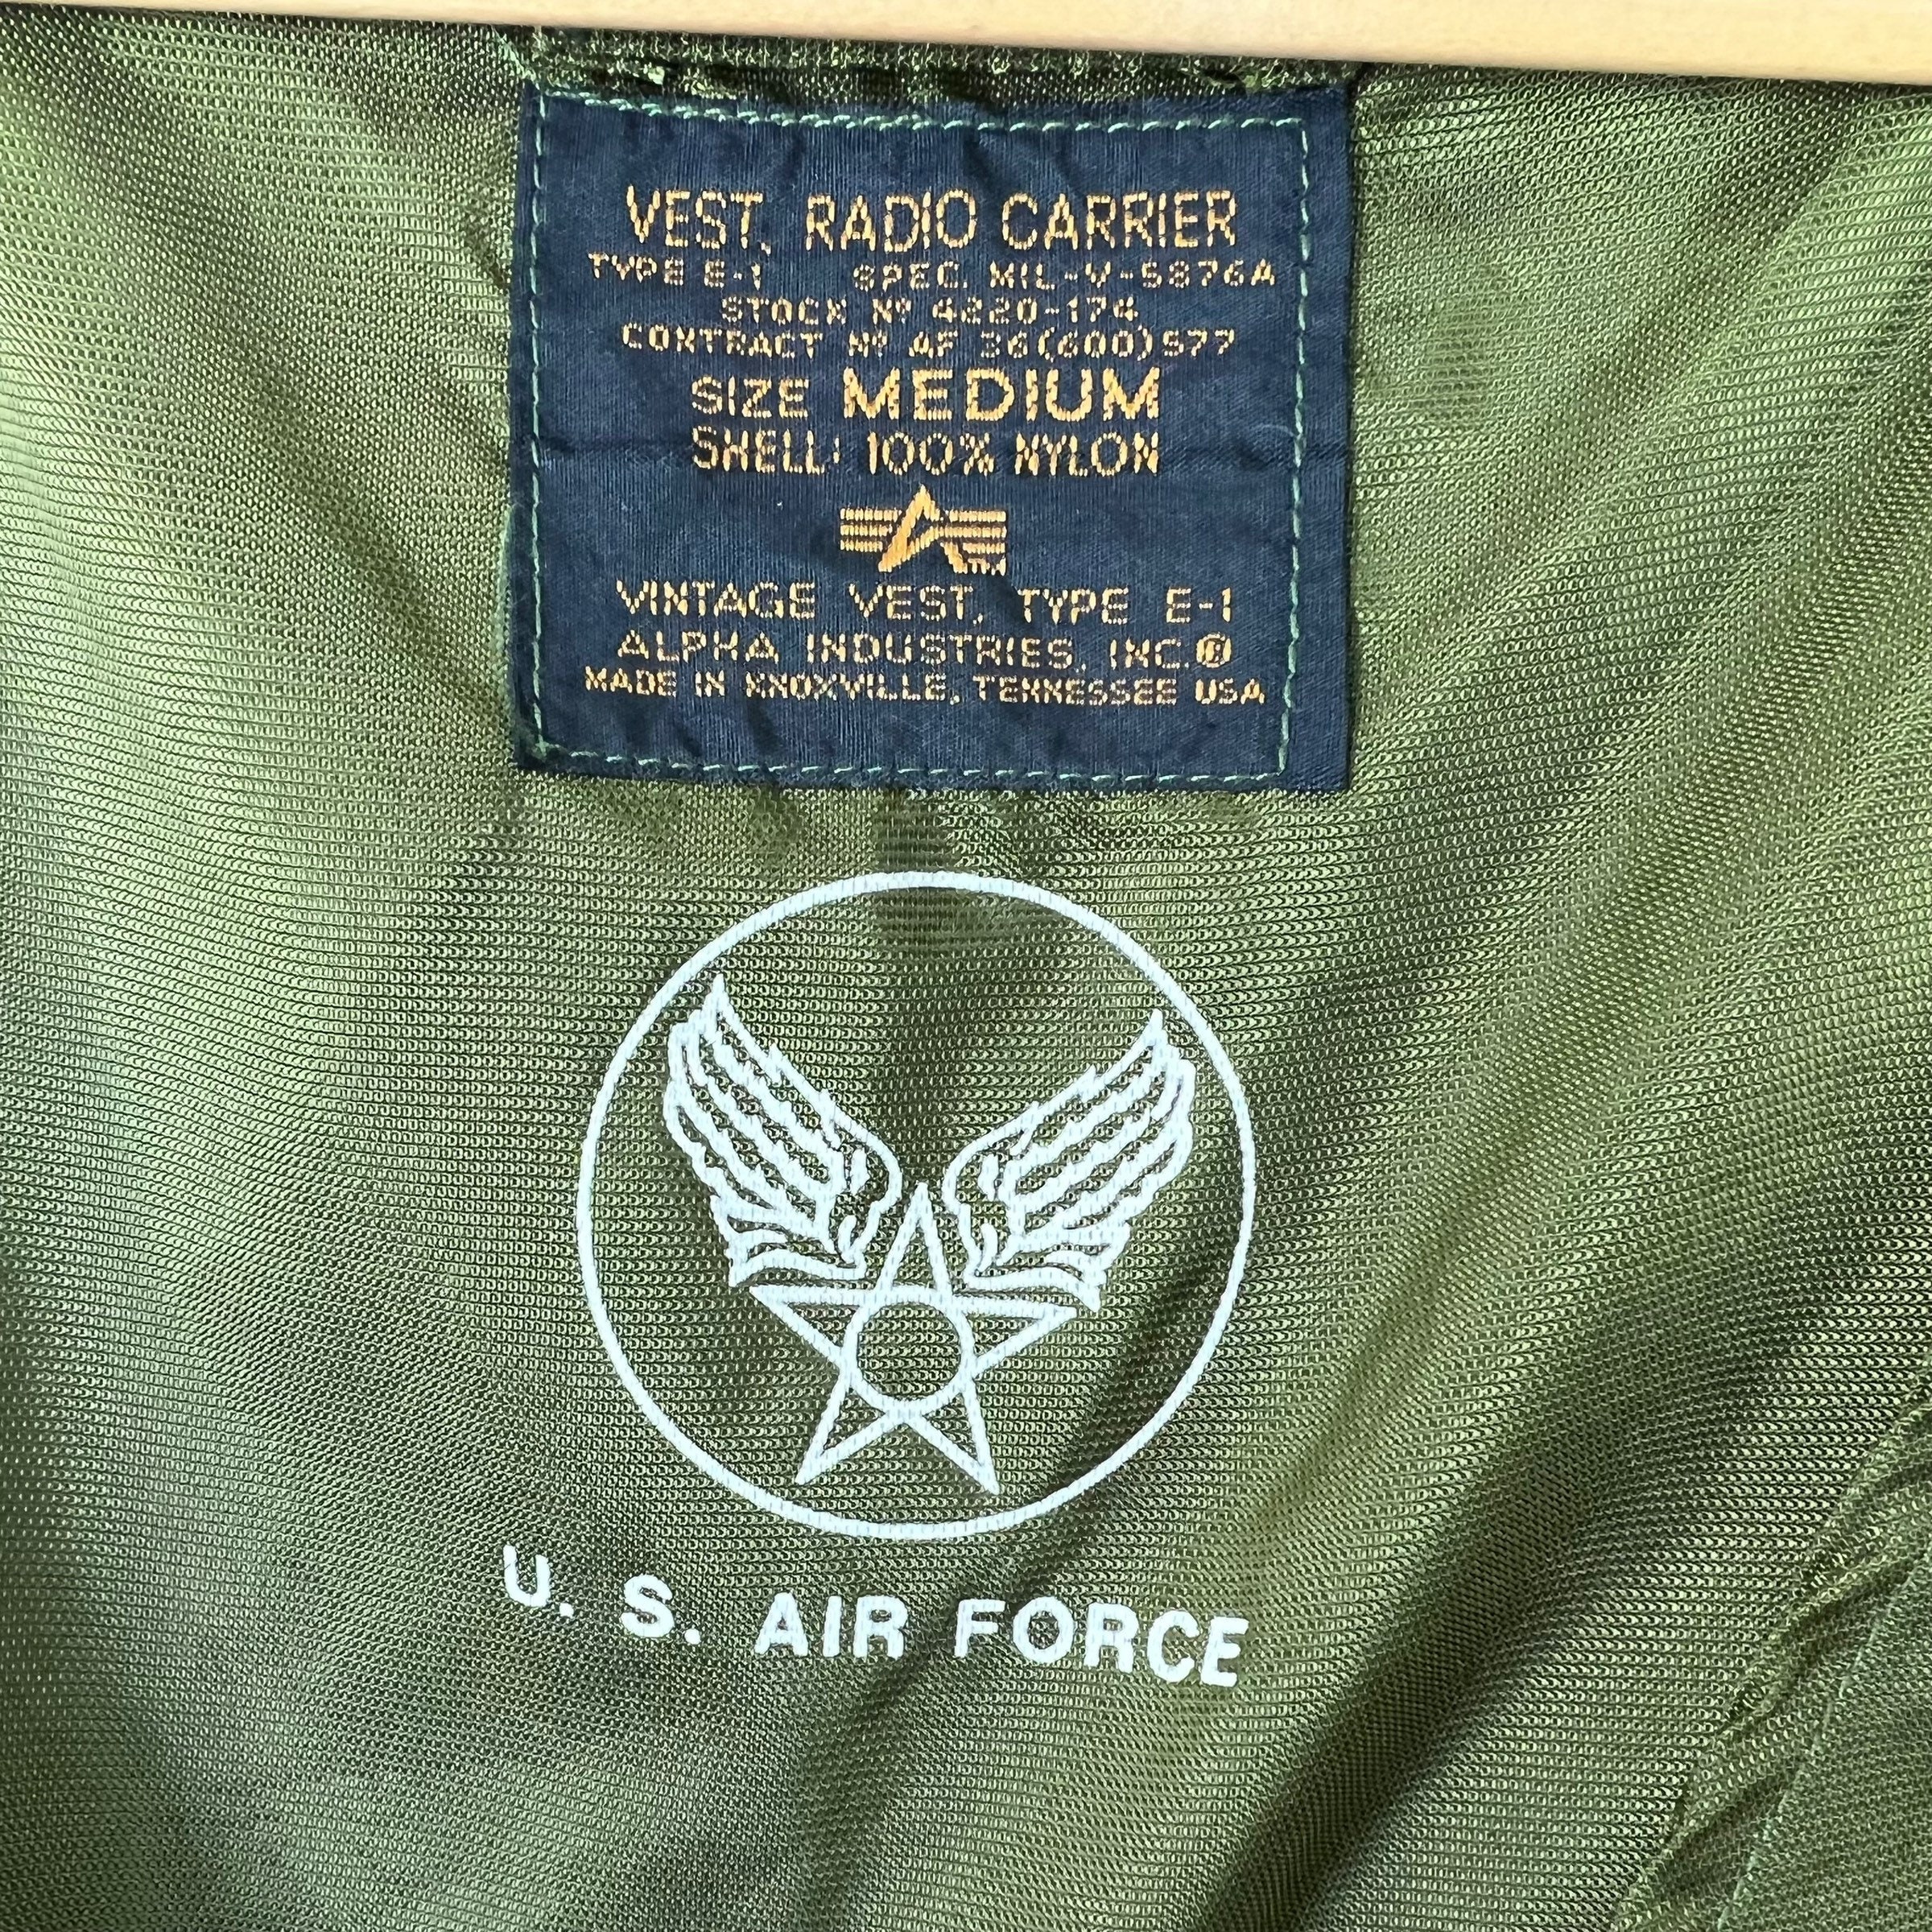 VEST, RADIO CARRIER
TYPE E-1 SPEC. MIL-V-5876A
STOCK Nº 4220-174
CONTRACT Nº AF 36(600)577
SIZE MEDIUM
SHELL: 100% NYLON
TM
VINTAGE VEST, TYPE E-1
ALPHA INDUSTRIES, INC.®
MADE IN KNOXVILLE, TENNESSEE USA
U. S. AIR FORCE